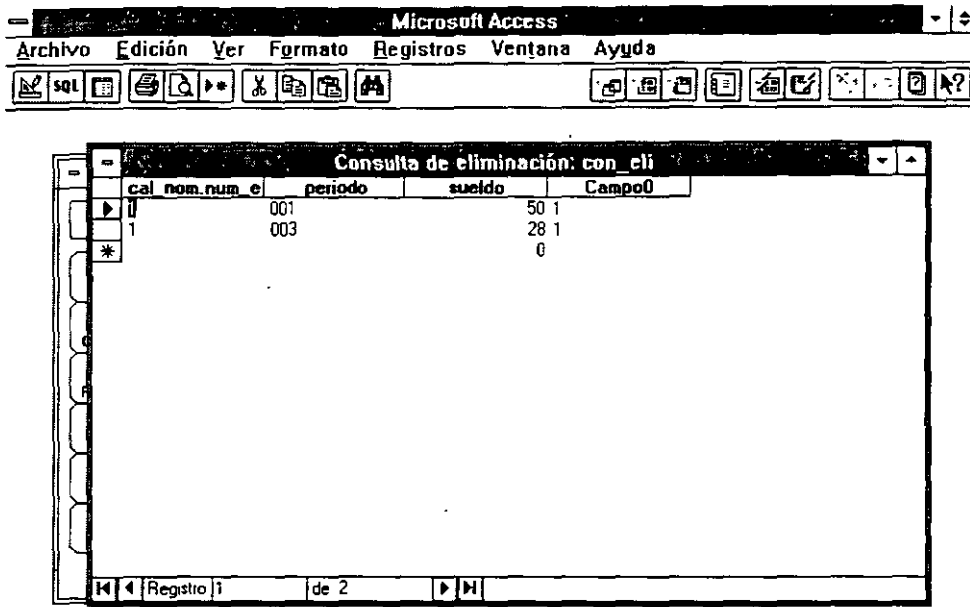 Microsoft Access
Archivo Edición Ver Formato Registros Ventana Ayuda
SQL
Consulta de eliminación: con_eli
cal_nom.num_e periodo sueldo Campo0
1 001 50 1
1 003 28 1
* 0
Registro 1 de 2